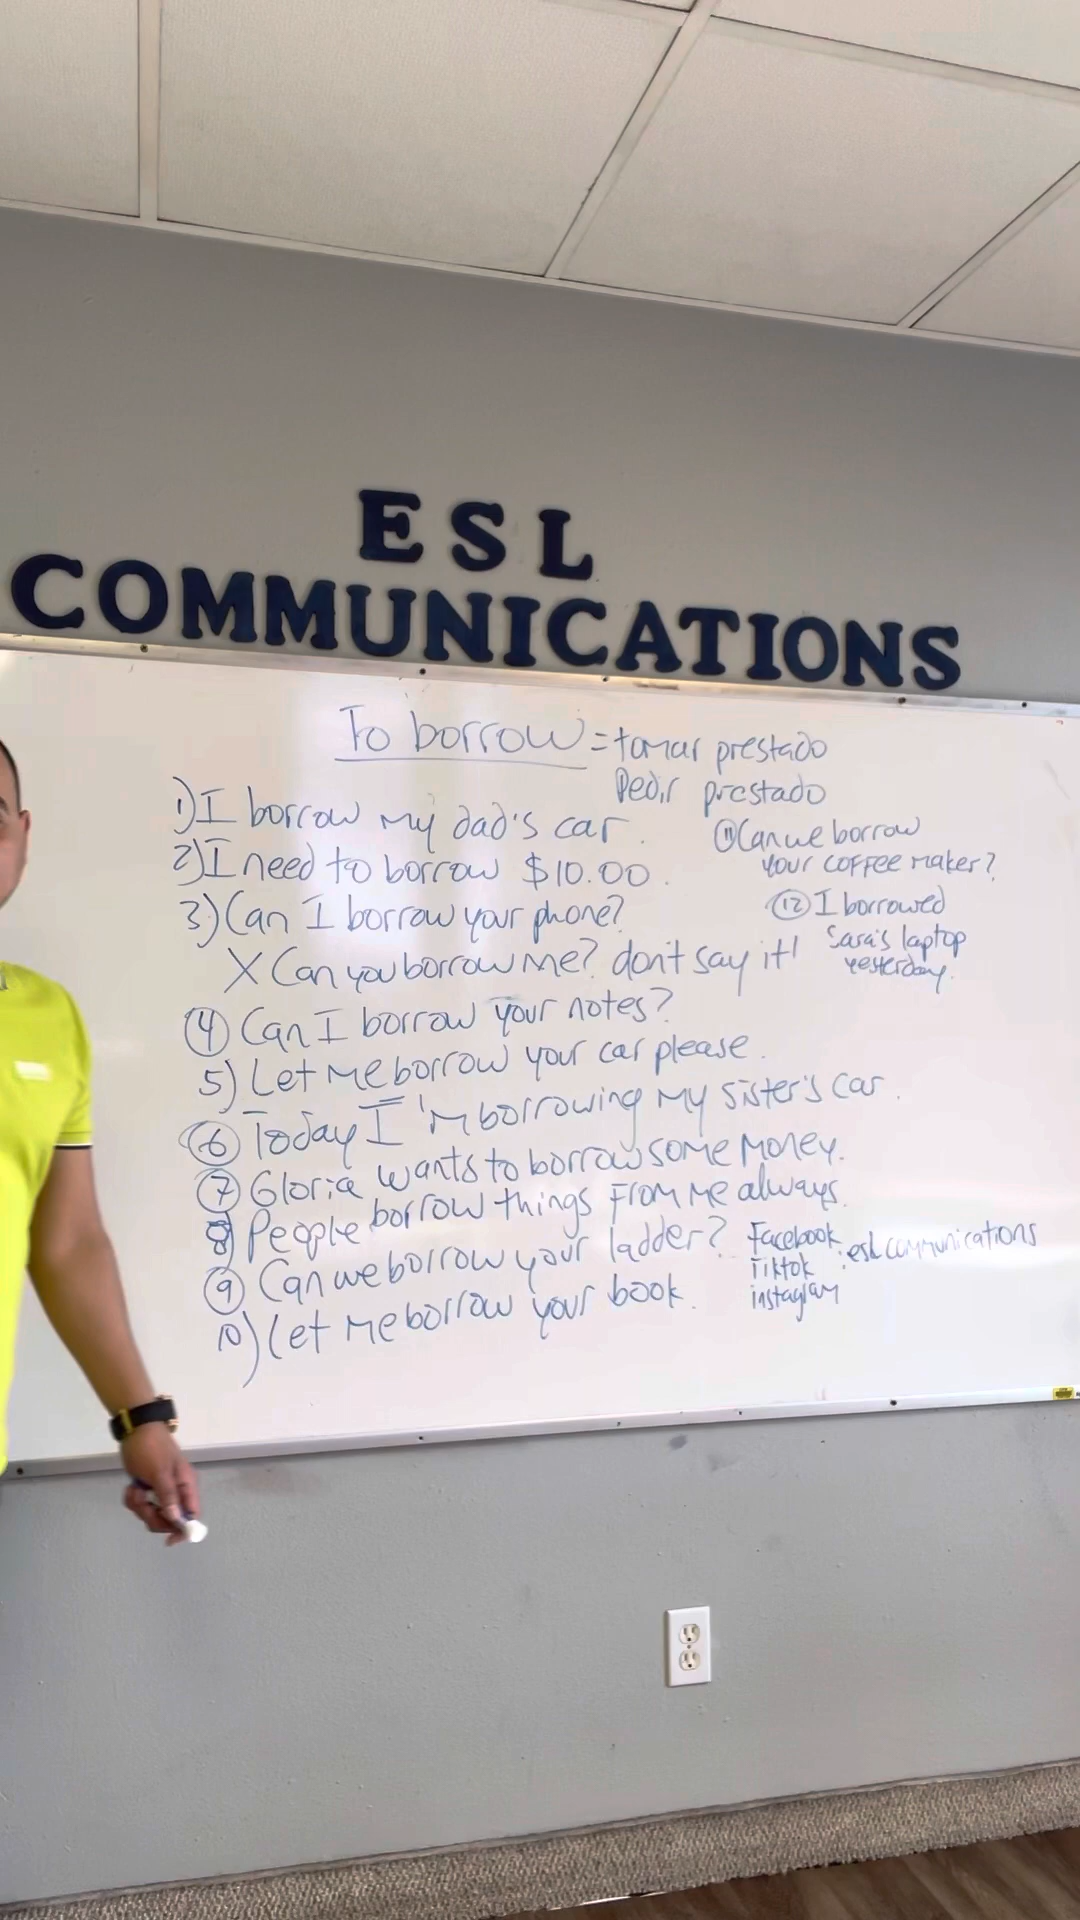 ESL
COMMUNICATIONS
To borrow = tomar prestado
Pedir prestado
1) I borrow my dad's car.
2) I need to borrow $10.00.
3) Can I borrow your phone?
X Can you borrow me? don't say it!
4 Can I borrow your notes?
5) Let me borrow your car please.
6 Today I'm borrowing my sister's car.
7 Gloria wants to borrow some money.
8) People borrow things from me always.
9 Can we borrow your ladder?
10) Let me borrow your book.
11 Can we borrow
your coffee maker?
12 I borrowed
Sara's laptop
yesterday.
Facebook
Tiktok : esl communications
instagram